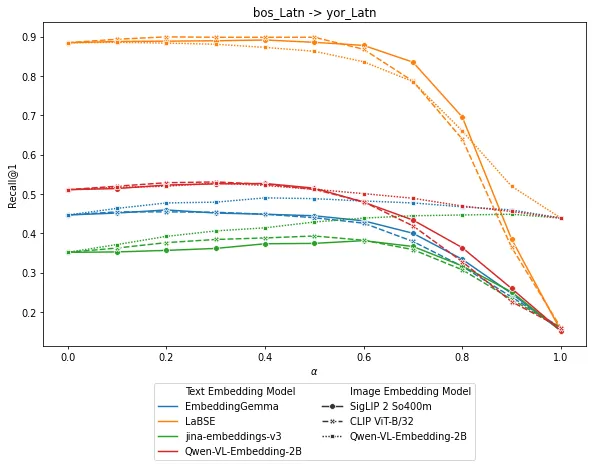 bos_Latn -> yor_Latn
0.9
0.8
0.7
0.6
0.5
0.4
0.3
0.2
Recall@1
0.0 0.2 0.4 0.6 0.8 1.0
α
Text Embedding Model Image Embedding Model
EmbeddingGemma SigLIP 2 So400m
LaBSE CLIP ViT-B/32
jina-embeddings-v3 Qwen-VL-Embedding-2B
Qwen-VL-Embedding-2B